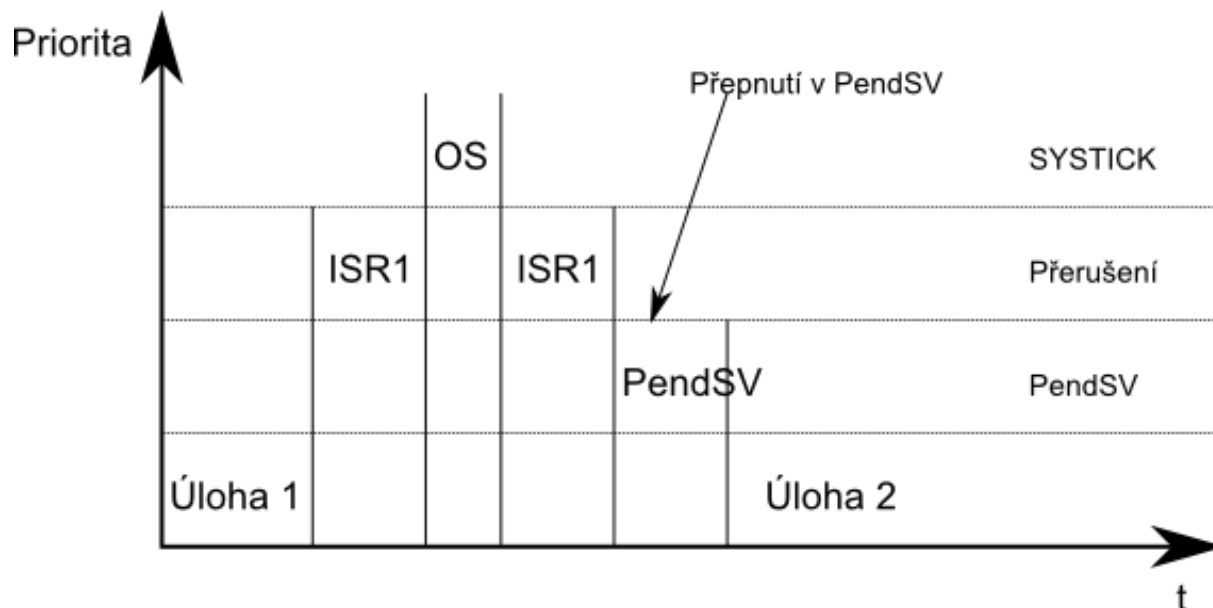 Priorita
Přepnutí v PendSV
OS
SYSTICK
ISR1
ISR1
Přerušení
PendSV
PendSV
Úloha 1
Úloha 2
t